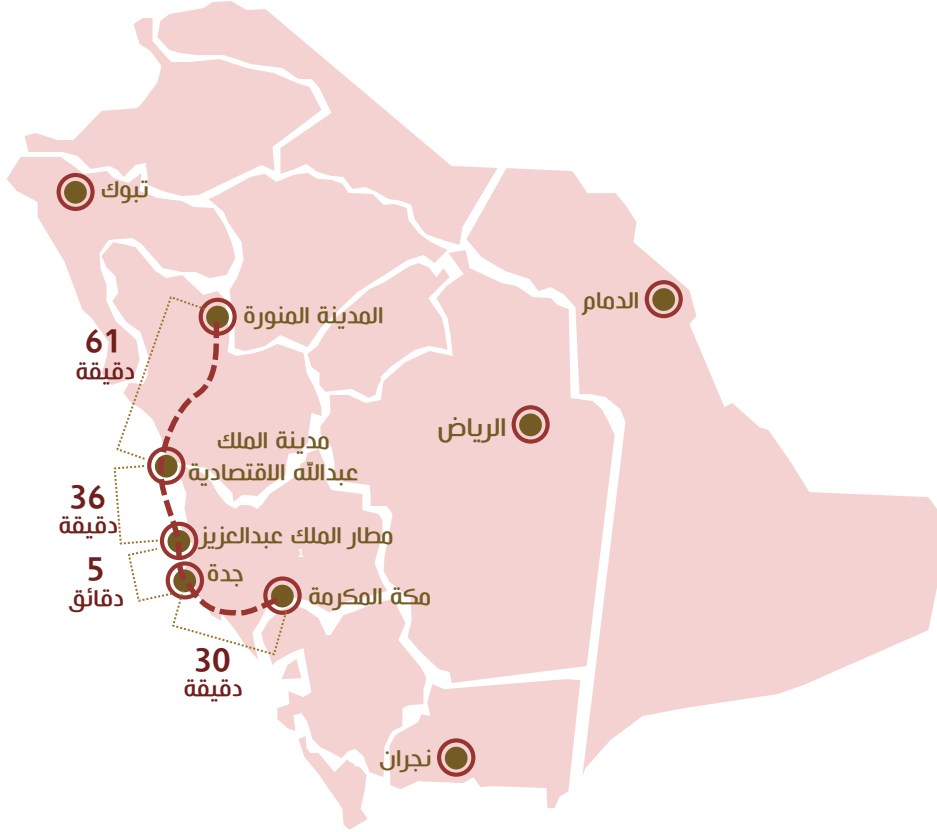 تبوك
المدينة المنورة
الدمام
61
دقيقة
الرياض
مدينة الملك
عبدالله الاقتصادية
36
دقيقة
مطار الملك عبدالعزيز
1
جدة
5
دقائق
مكة المكرمة
30
دقيقة
نجران